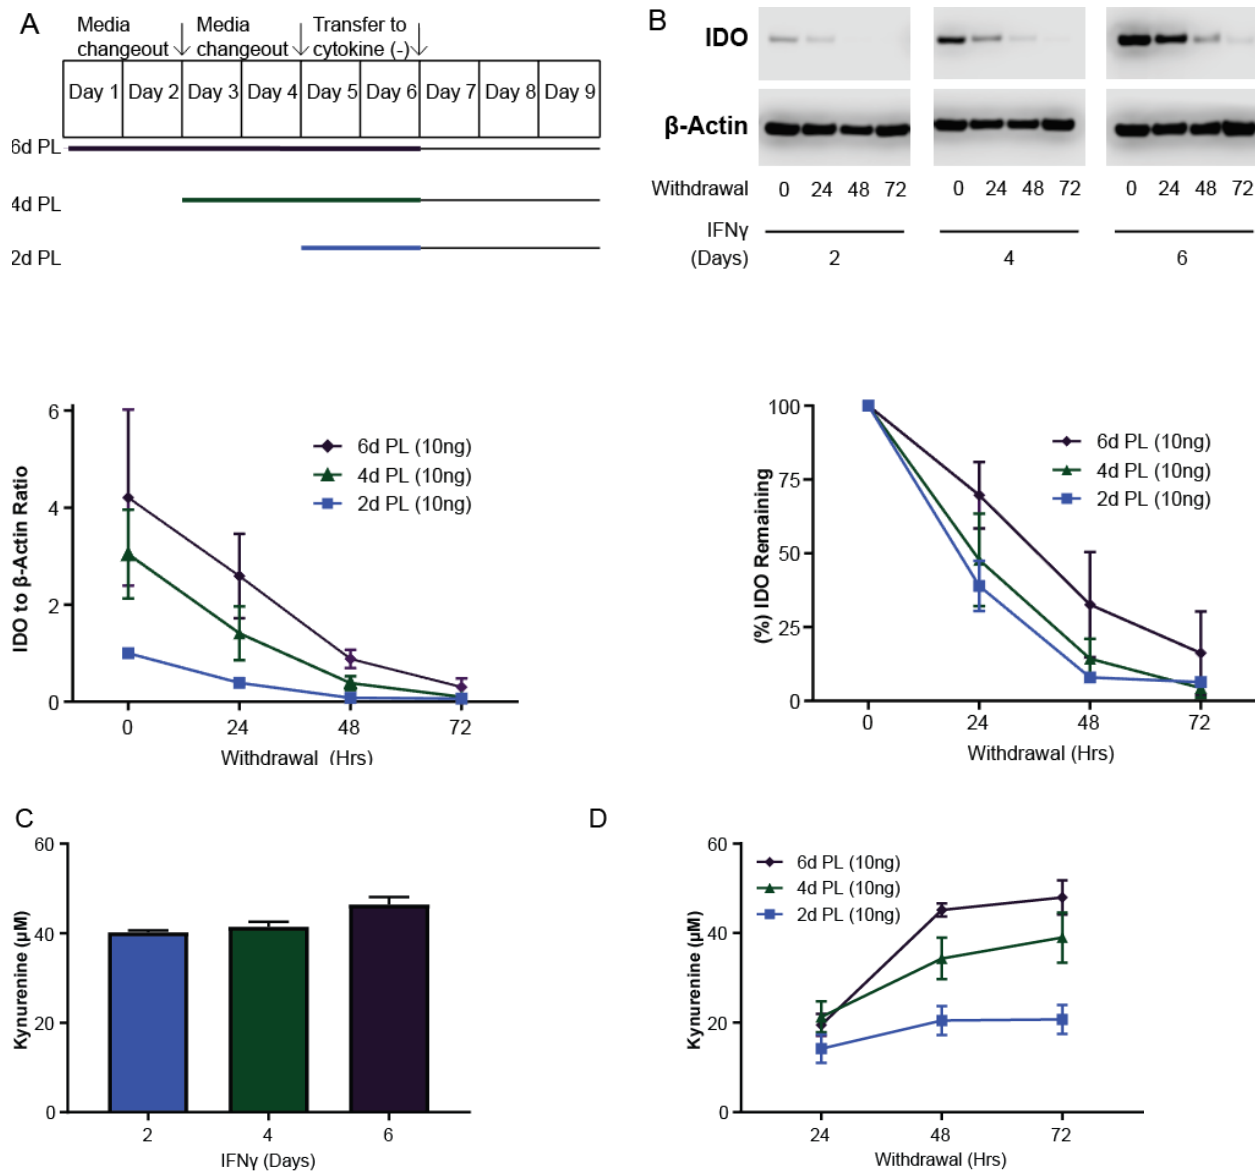 A
Media changeout
Media changeout
Transfer to cytokine (-)
Day 1 Day 2 Day 3 Day 4 Day 5 Day 6 Day 7 Day 8 Day 9
6d PL
4d PL
2d PL
B
IDO
β-Actin
Withdrawal 0 24 48 72 0 24 48 72 0 24 48 72
IFNγ
(Days) 2 4 6
IDO to β-Actin Ratio
6
4
2
0
6d PL (10ng)
4d PL (10ng)
2d PL (10ng)
0 24 48 72
Withdrawal (Hrs)
(%) IDO Remaining
100
75
50
25
0
6d PL (10ng)
4d PL (10ng)
2d PL (10ng)
0 24 48 72
Withdrawal (Hrs)
C
Kynurenine (µM)
60
40
20
0
2 4 6
IFNγ (Days)
D
Kynurenine (µM)
60
40
20
0
6d PL (10ng)
4d PL (10ng)
2d PL (10ng)
24 48 72
Withdrawal (Hrs)